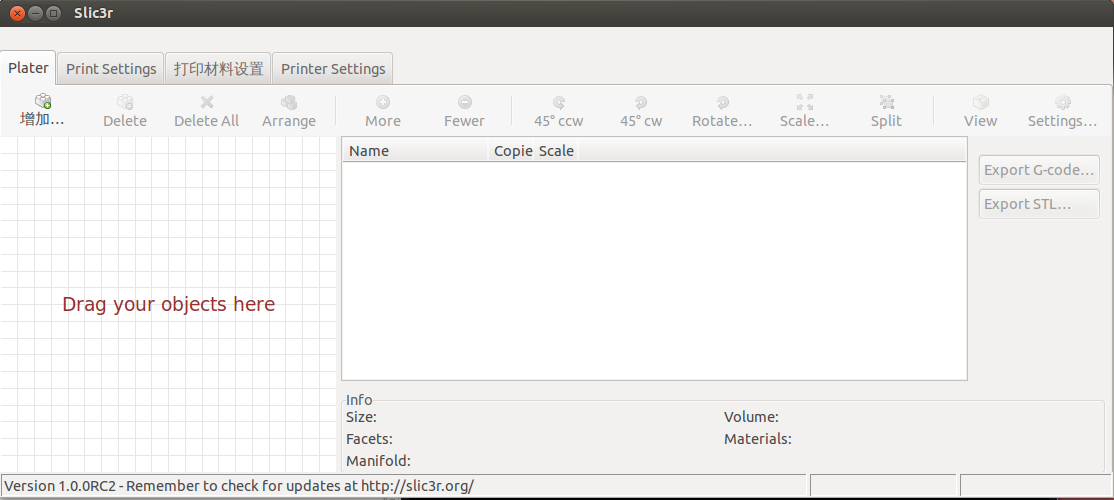 Slic3r
Plater Print Settings 打印材料设置 Printer Settings
增加… Delete Delete All Arrange More Fewer 45° ccw 45° cw Rotate… Scale… Split View Settings…
Name Copie Scale
Export G-code…
Export STL…
Drag your objects here
Info
Size: Volume:
Facets: Materials:
Manifold:
Version 1.0.0RC2 - Remember to check for updates at http://slic3r.org/